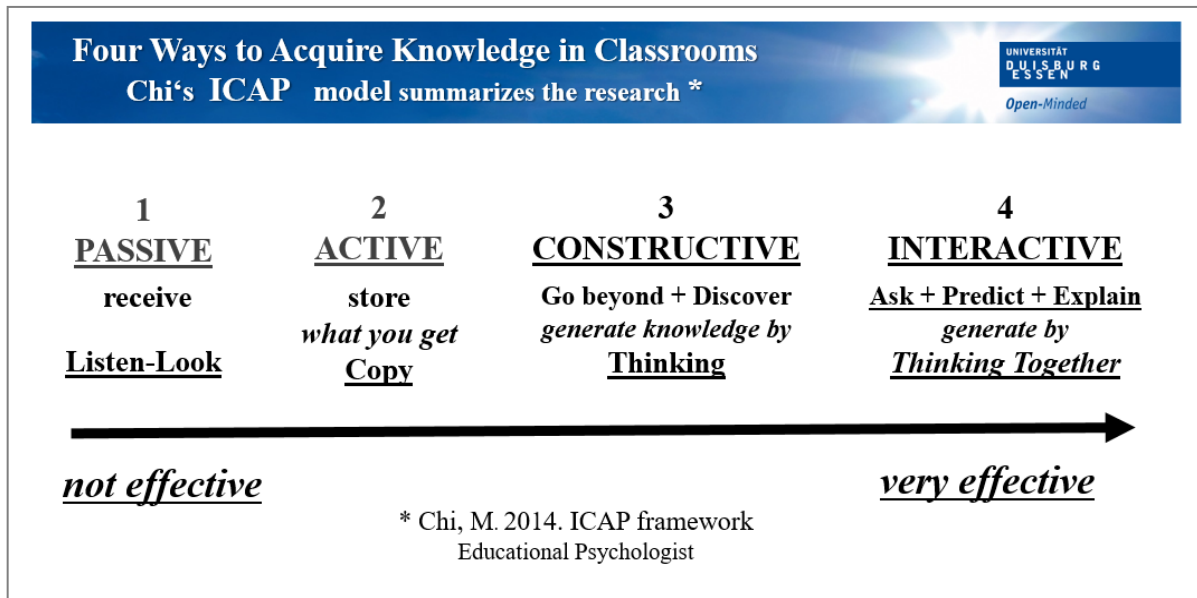 Four Ways to Acquire Knowledge in Classrooms
Chi‘s ICAP model summarizes the research *
UNIVERSITÄT
DUISBURG
ESSEN
Open-Minded
1
PASSIVE
receive
Listen-Look
2
ACTIVE
store
what you get
Copy
3
CONSTRUCTIVE
Go beyond + Discover
generate knowledge by
Thinking
4
INTERACTIVE
Ask + Predict + Explain
generate by
Thinking Together
not effective
very effective
* Chi, M. 2014. ICAP framework
Educational Psychologist